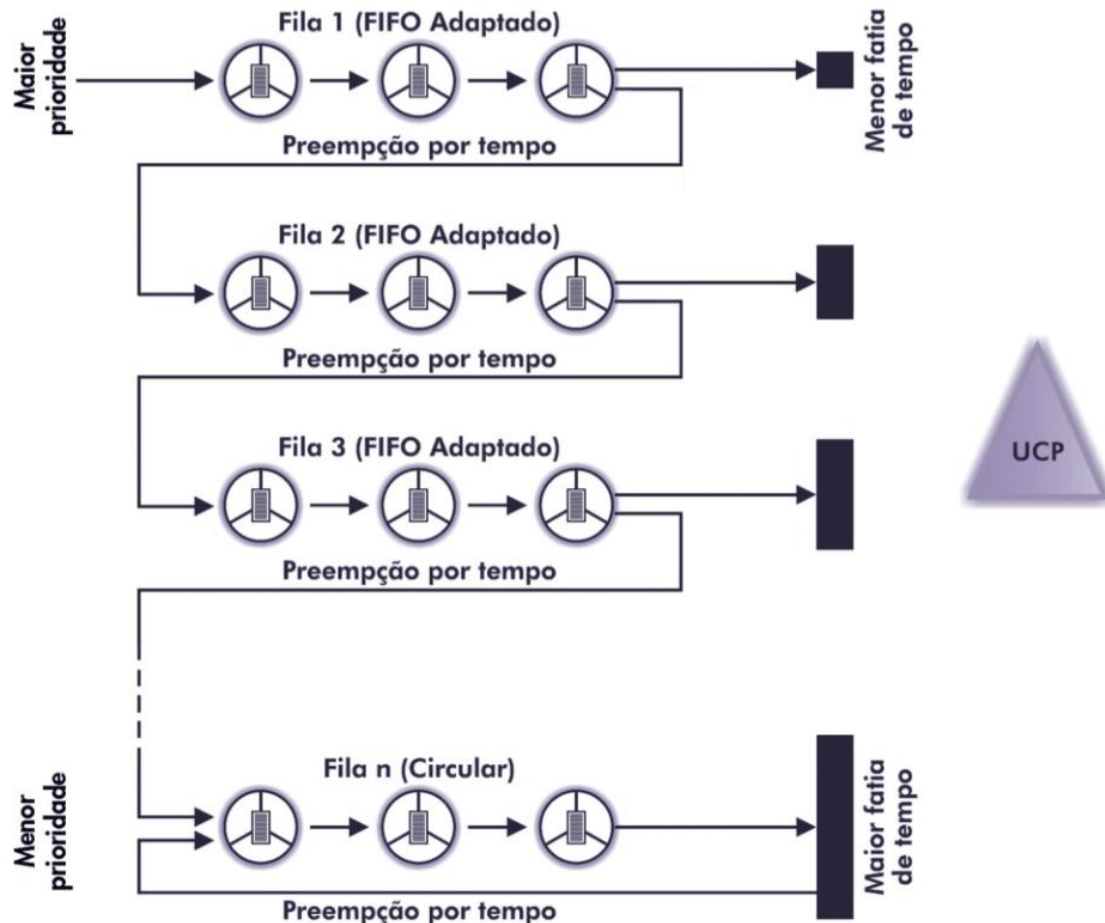 Fila 1 (FIFO Adaptado)
Maior
prioridade
Menor fatia
de tempo
Preempção por tempo
Fila 2 (FIFO Adaptado)
Preempção por tempo
Fila 3 (FIFO Adaptado)
UCP
Preempção por tempo
Fila n (Circular)
Menor
prioridade
Maior fatia
de tempo
Preempção por tempo